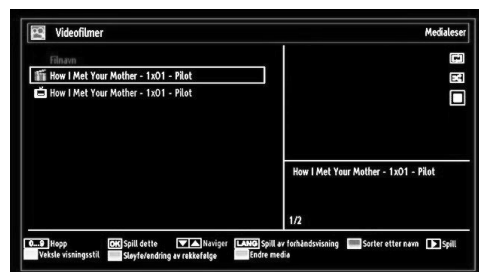 Videofilmer
Medialeser
Filnavn
How I Met Your Mother - 1x01 - Pilot
How I Met Your Mother - 1x01 - Pilot
How I Met Your Mother - 1x01 - Pilot
1/2
0...9 Hopp OK Spill dette Naviger LANG Spill av forhåndsvisning Sorter etter navn Spill
Veksle visningsstil Sløyfe/endring av rekkefølge Endre media